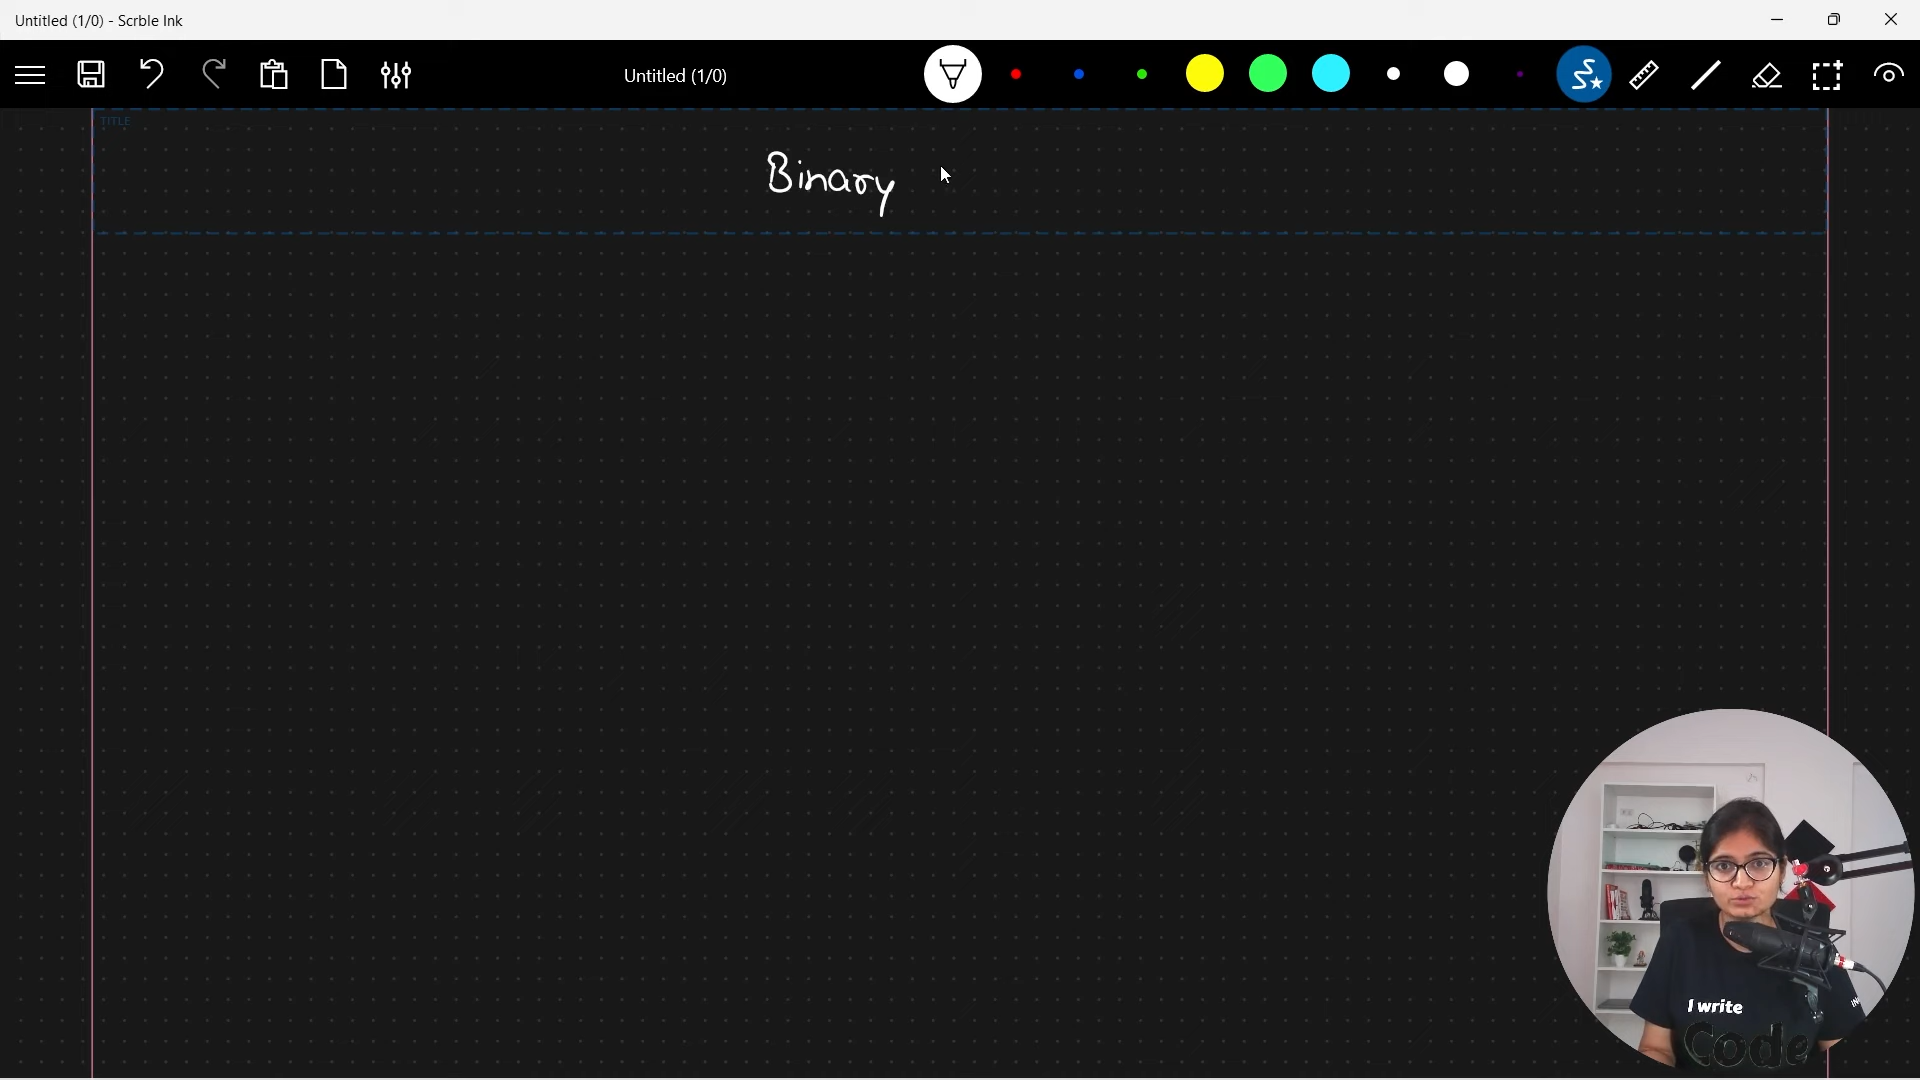 Untitled (1/0) - Scrble Ink
Untitled (1/0)
TITLE
Binary
I write
Code